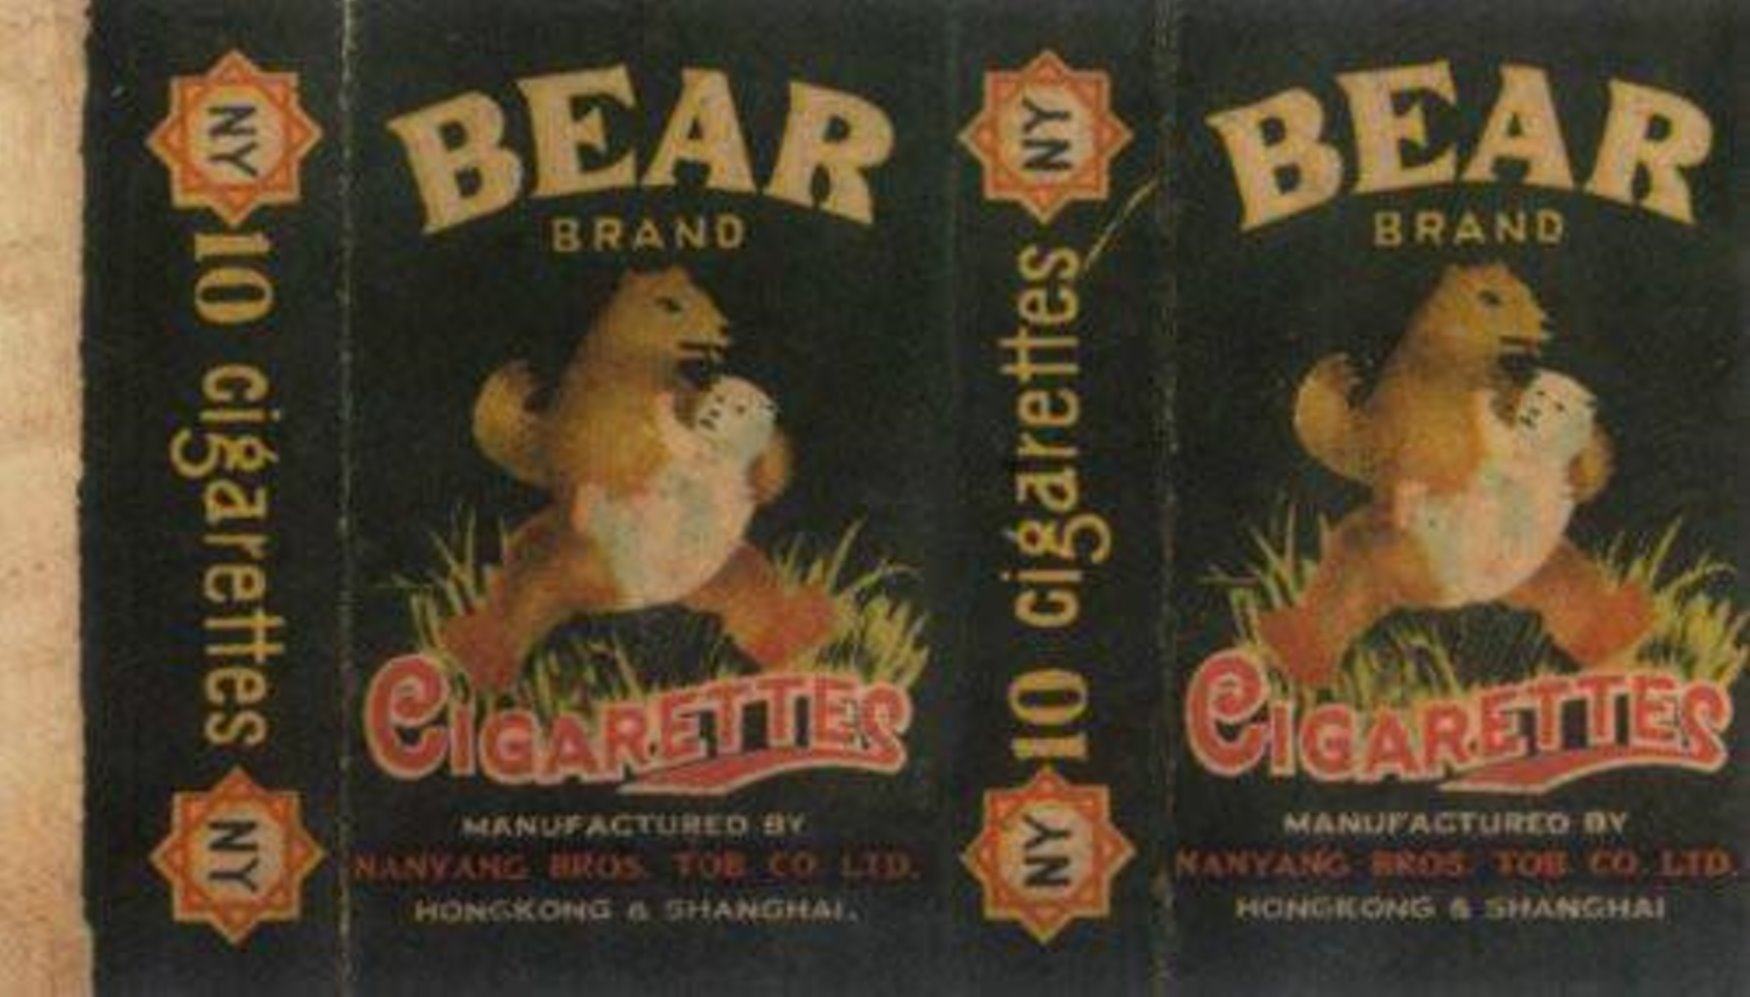 NY
10 cigarettes
NY
BEAR
BRAND
CIGARETTES
MANUFACTURED BY
NANYANG BROS. TOB CO. LTD.
HONGKONG & SHANGHAI.
NY
10 cigarettes
NY
BEAR
BRAND
CIGARETTES
MANUFACTURED BY
NANYANG BROS. TOB CO. LTD.
HONGKONG & SHANGHAI